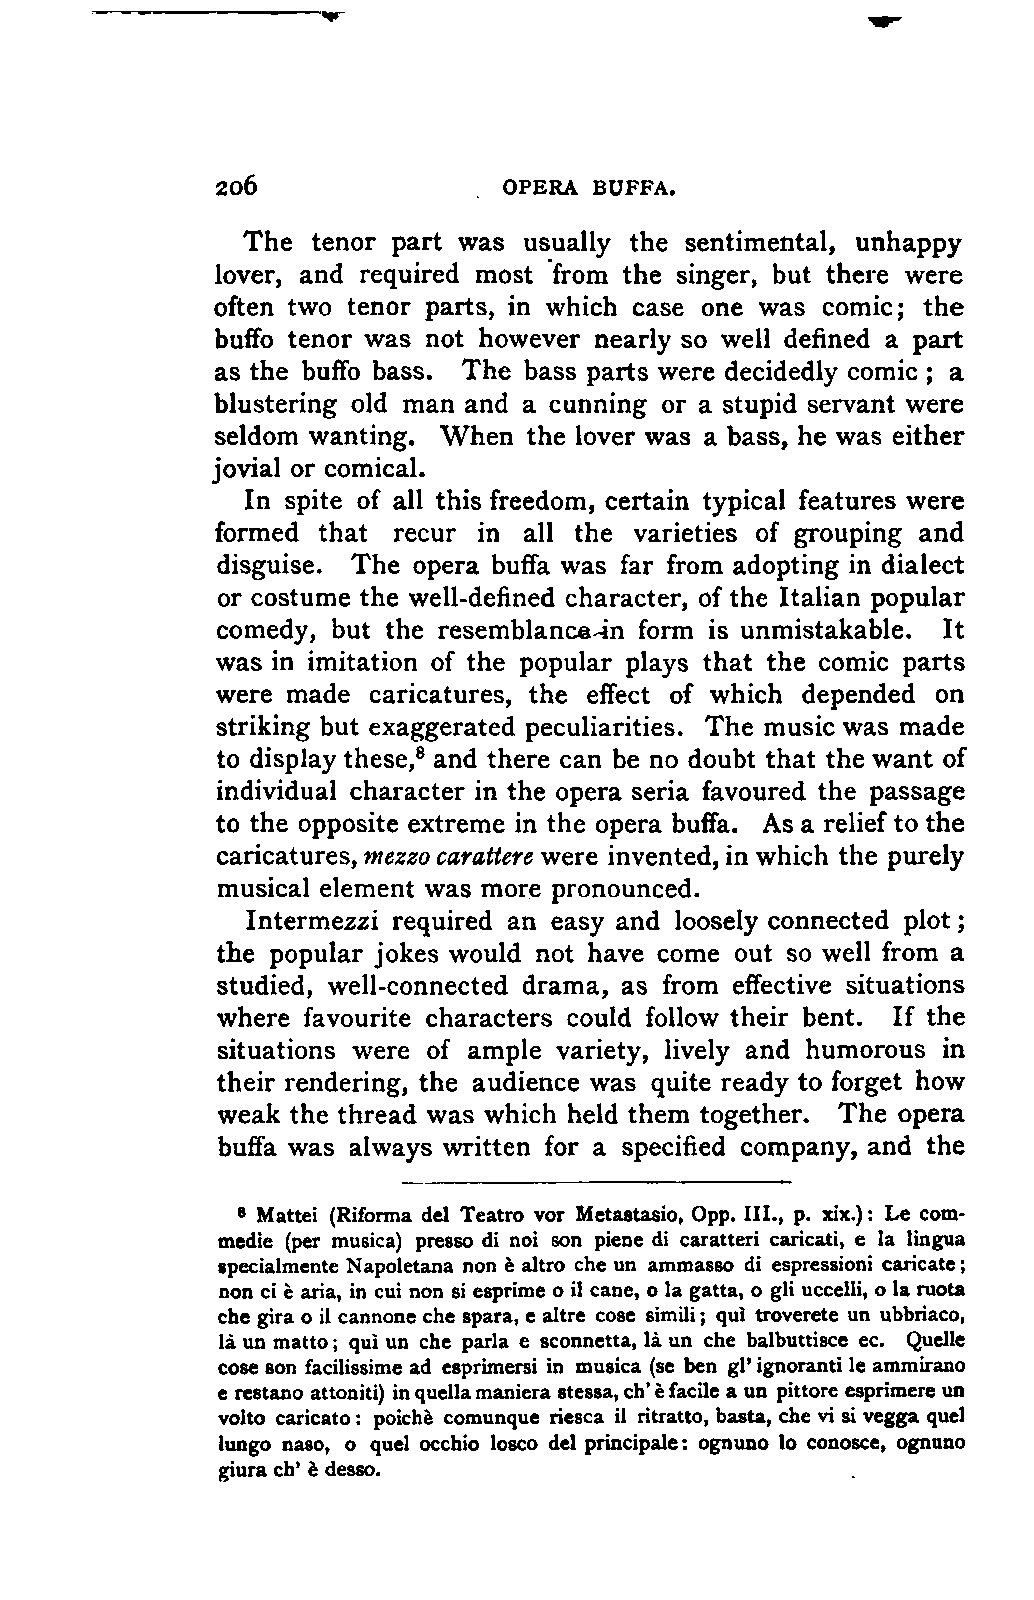 206 OPERA BUFFA.
The tenor part was usually the sentimental, unhappy
lover, and required most from the singer, but there were
often two tenor parts, in which case one was comic; the
buffo tenor was not however nearly so well defined a part
as the buffo bass. The bass parts were decidedly comic ; a
blustering old man and a cunning or a stupid servant were
seldom wanting. When the lover was a bass, he was either
jovial or comical.
In spite of all this freedom, certain typical features were
formed that recur in all the varieties of grouping and
disguise. The opera buffa was far from adopting in dialect
or costume the well-defined character, of the Italian popular
comedy, but the resemblance in form is unmistakable. It
was in imitation of the popular plays that the comic parts
were made caricatures, the effect of which depended on
striking but exaggerated peculiarities. The music was made
to display these,⁸ and there can be no doubt that the want of
individual character in the opera seria favoured the passage
to the opposite extreme in the opera buffa. As a relief to the
caricatures, mezzo carattere were invented, in which the purely
musical element was more pronounced.
Intermezzi required an easy and loosely connected plot ;
the popular jokes would not have come out so well from a
studied, well-connected drama, as from effective situations
where favourite characters could follow their bent. If the
situations were of ample variety, lively and humorous in
their rendering, the audience was quite ready to forget how
weak the thread was which held them together. The opera
buffa was always written for a specified company, and the
⁸ Mattei (Riforma del Teatro vor Metastasio, Opp. III., p. xix.) : Le com-
medie (per musica) presso di noi son piene di caratteri caricati, e la lingua
specialmente Napoletana non è altro che un ammasso di espressioni caricate ;
non ci è aria, in cui non si esprime o il cane, o la gatta, o gli uccelli, o la ruota
che gira o il cannone che spara, e altre cose simili ; quì troverete un ubbriaco,
là un matto ; quì un che parla e sconnetta, là un che balbuttisce ec. Quelle
cose son facilissime ad esprimersi in musica (se ben gl' ignoranti le ammirano
e restano attoniti) in quella maniera stessa, ch' è facile a un pittore esprimere un
volto caricato : poichè comunque riesca il ritratto, basta, che vi si vegga quel
lungo naso, o quel occhio losco del principale : ognuno lo conosce, ognuno
giura ch' è desso.